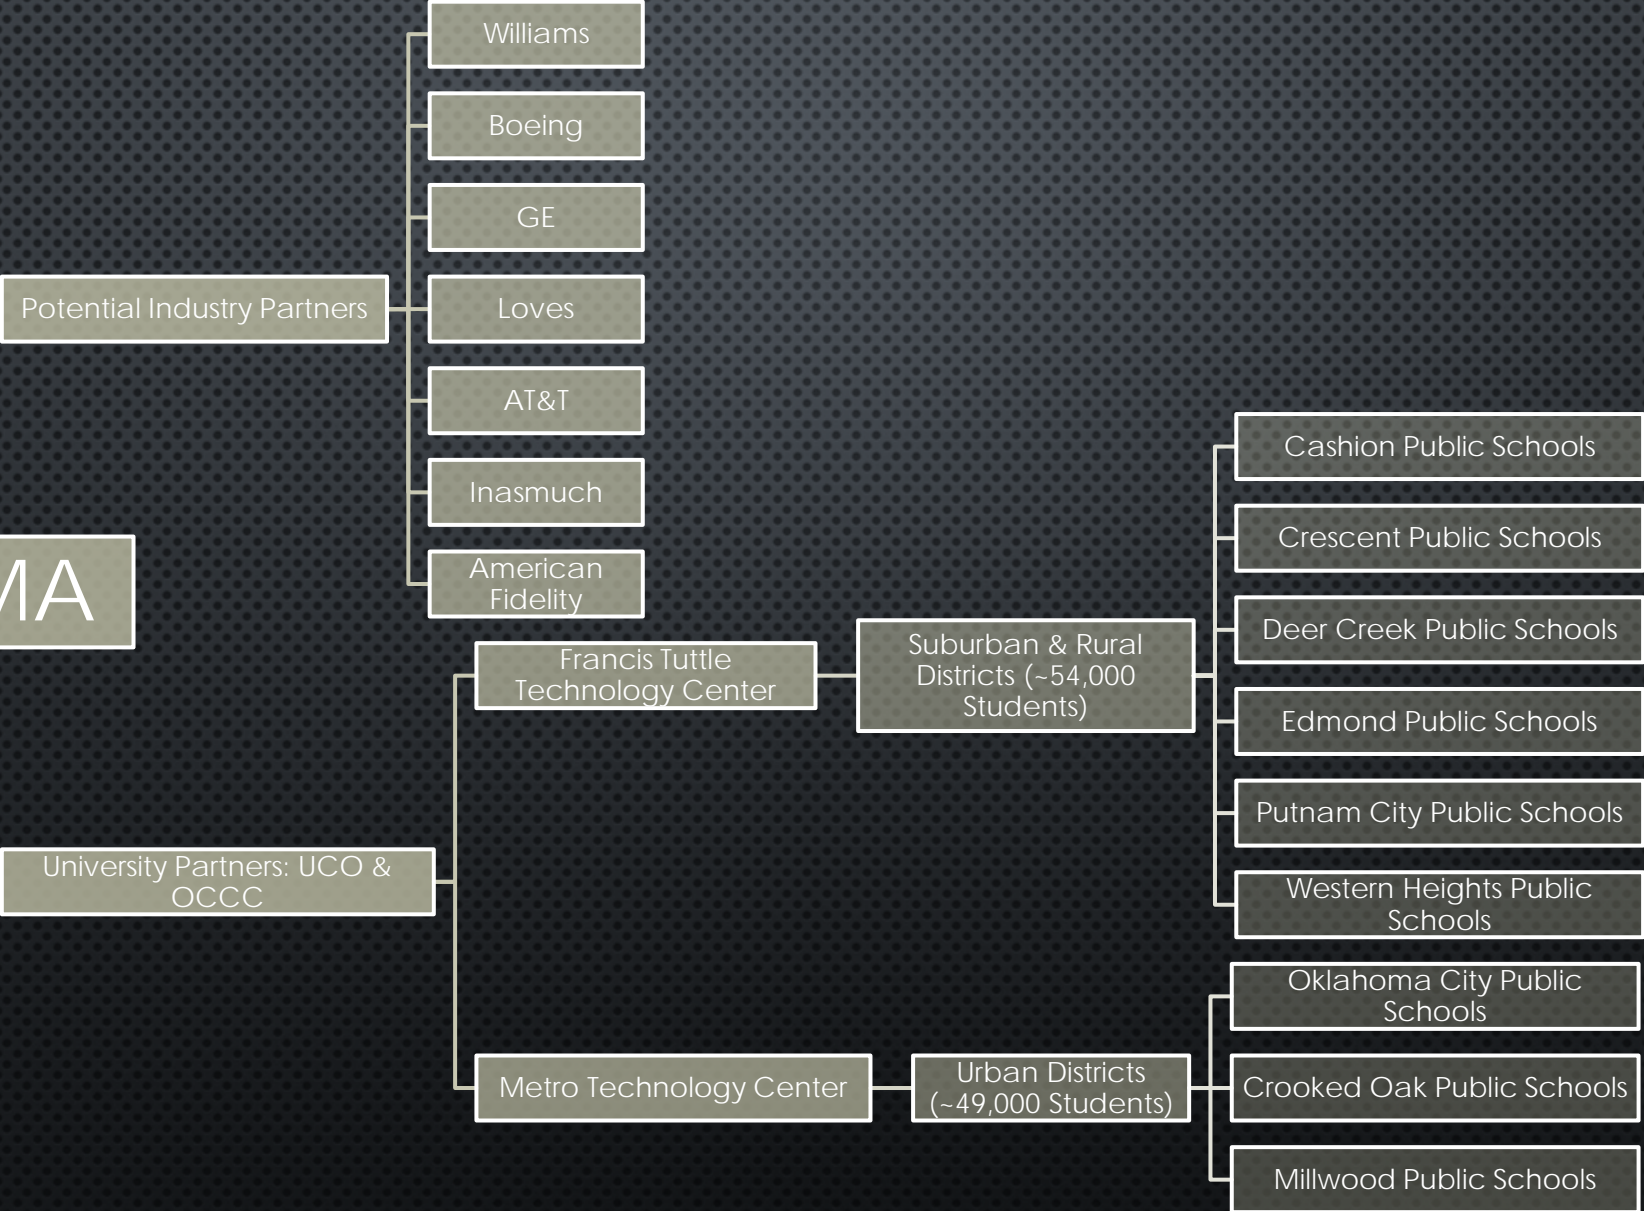 Williams
Boeing
GE
Potential Industry Partners
Loves
AT&T
Inasmuch
American
Fidelity
MA
University Partners: UCO &
OCCC
Francis Tuttle
Technology Center
Suburban & Rural
Districts (~54,000
Students)
Cashion Public Schools
Crescent Public Schools
Deer Creek Public Schools
Edmond Public Schools
Putnam City Public Schools
Western Heights Public
Schools
Metro Technology Center
Urban Districts
(~49,000 Students)
Oklahoma City Public
Schools
Crooked Oak Public Schools
Millwood Public Schools